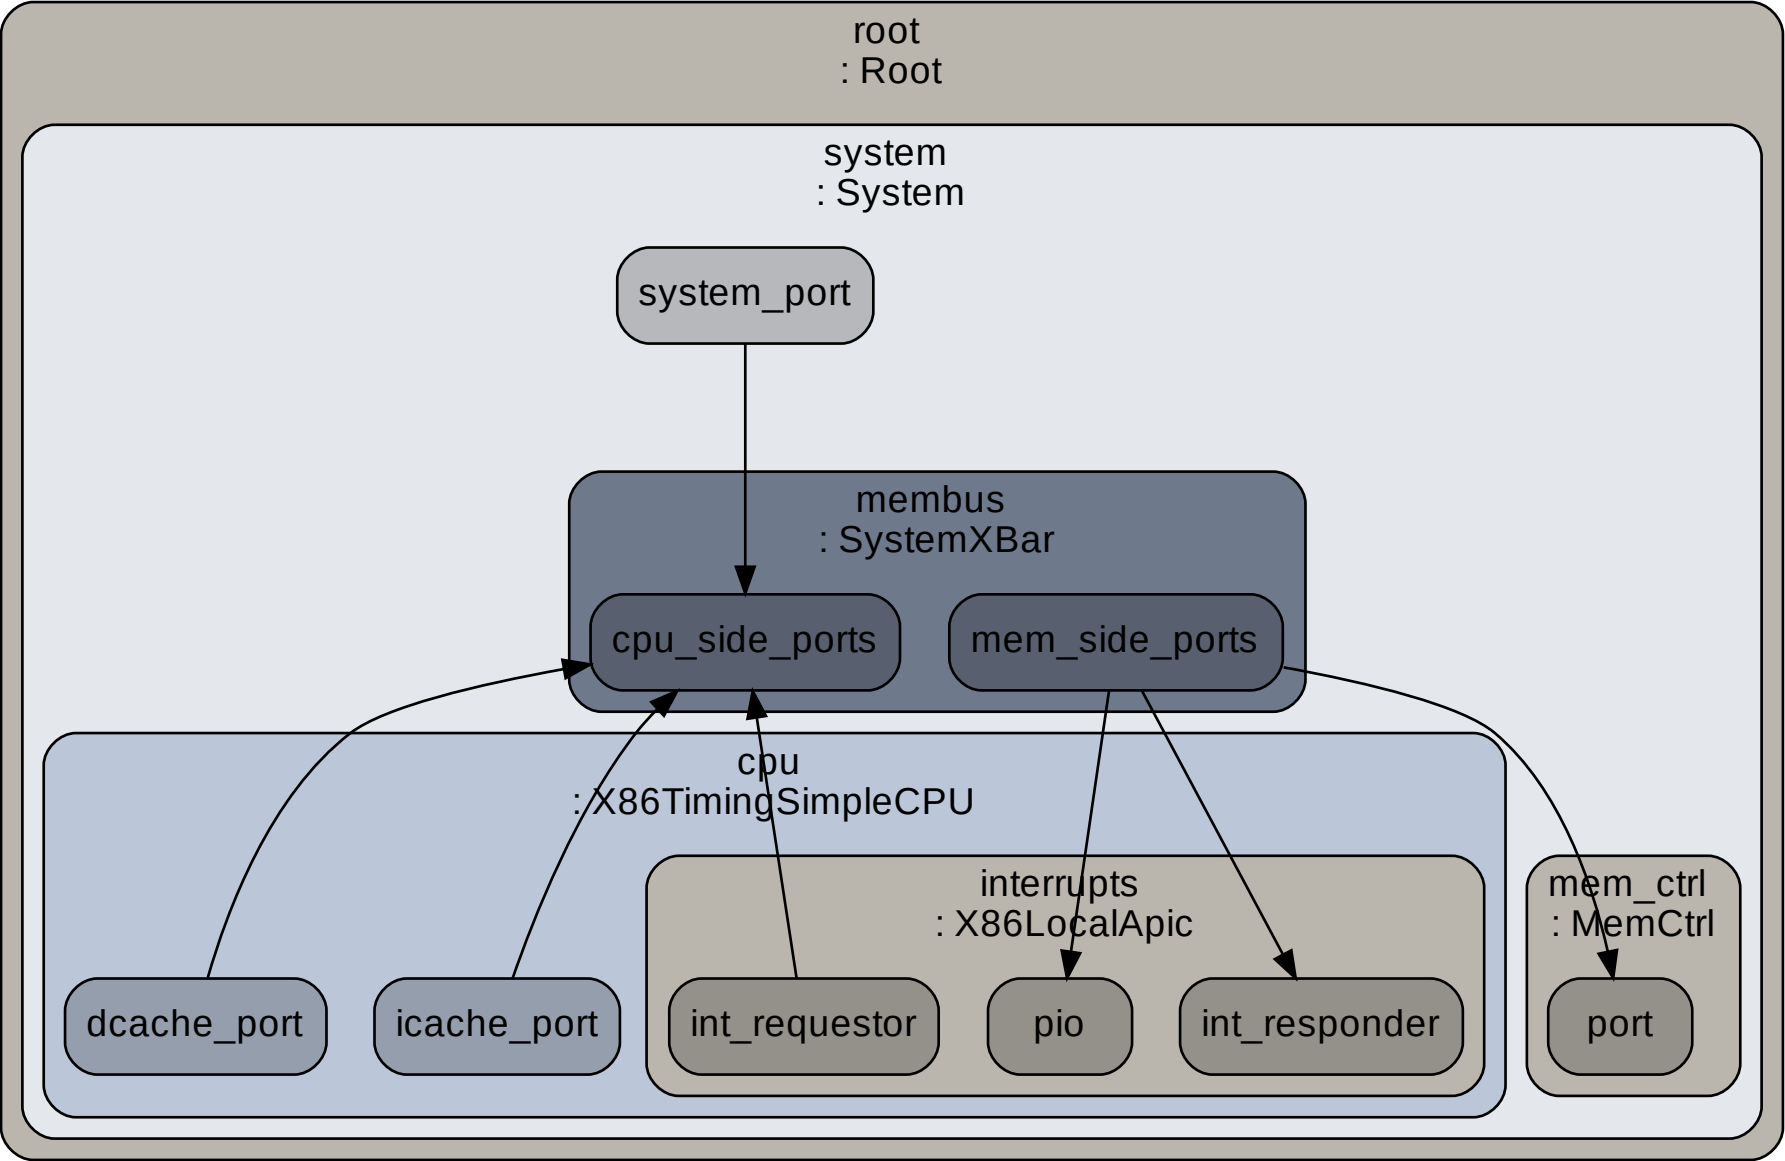 root
: Root
system
: System
system_port
membus
: SystemXBar
cpu_side_ports
mem_side_ports
cpu
: X86TimingSimpleCPU
interrupts
: X86LocalApic
mem_ctrl
: MemCtrl
dcache_port
icache_port
int_requestor
pio
int_responder
port